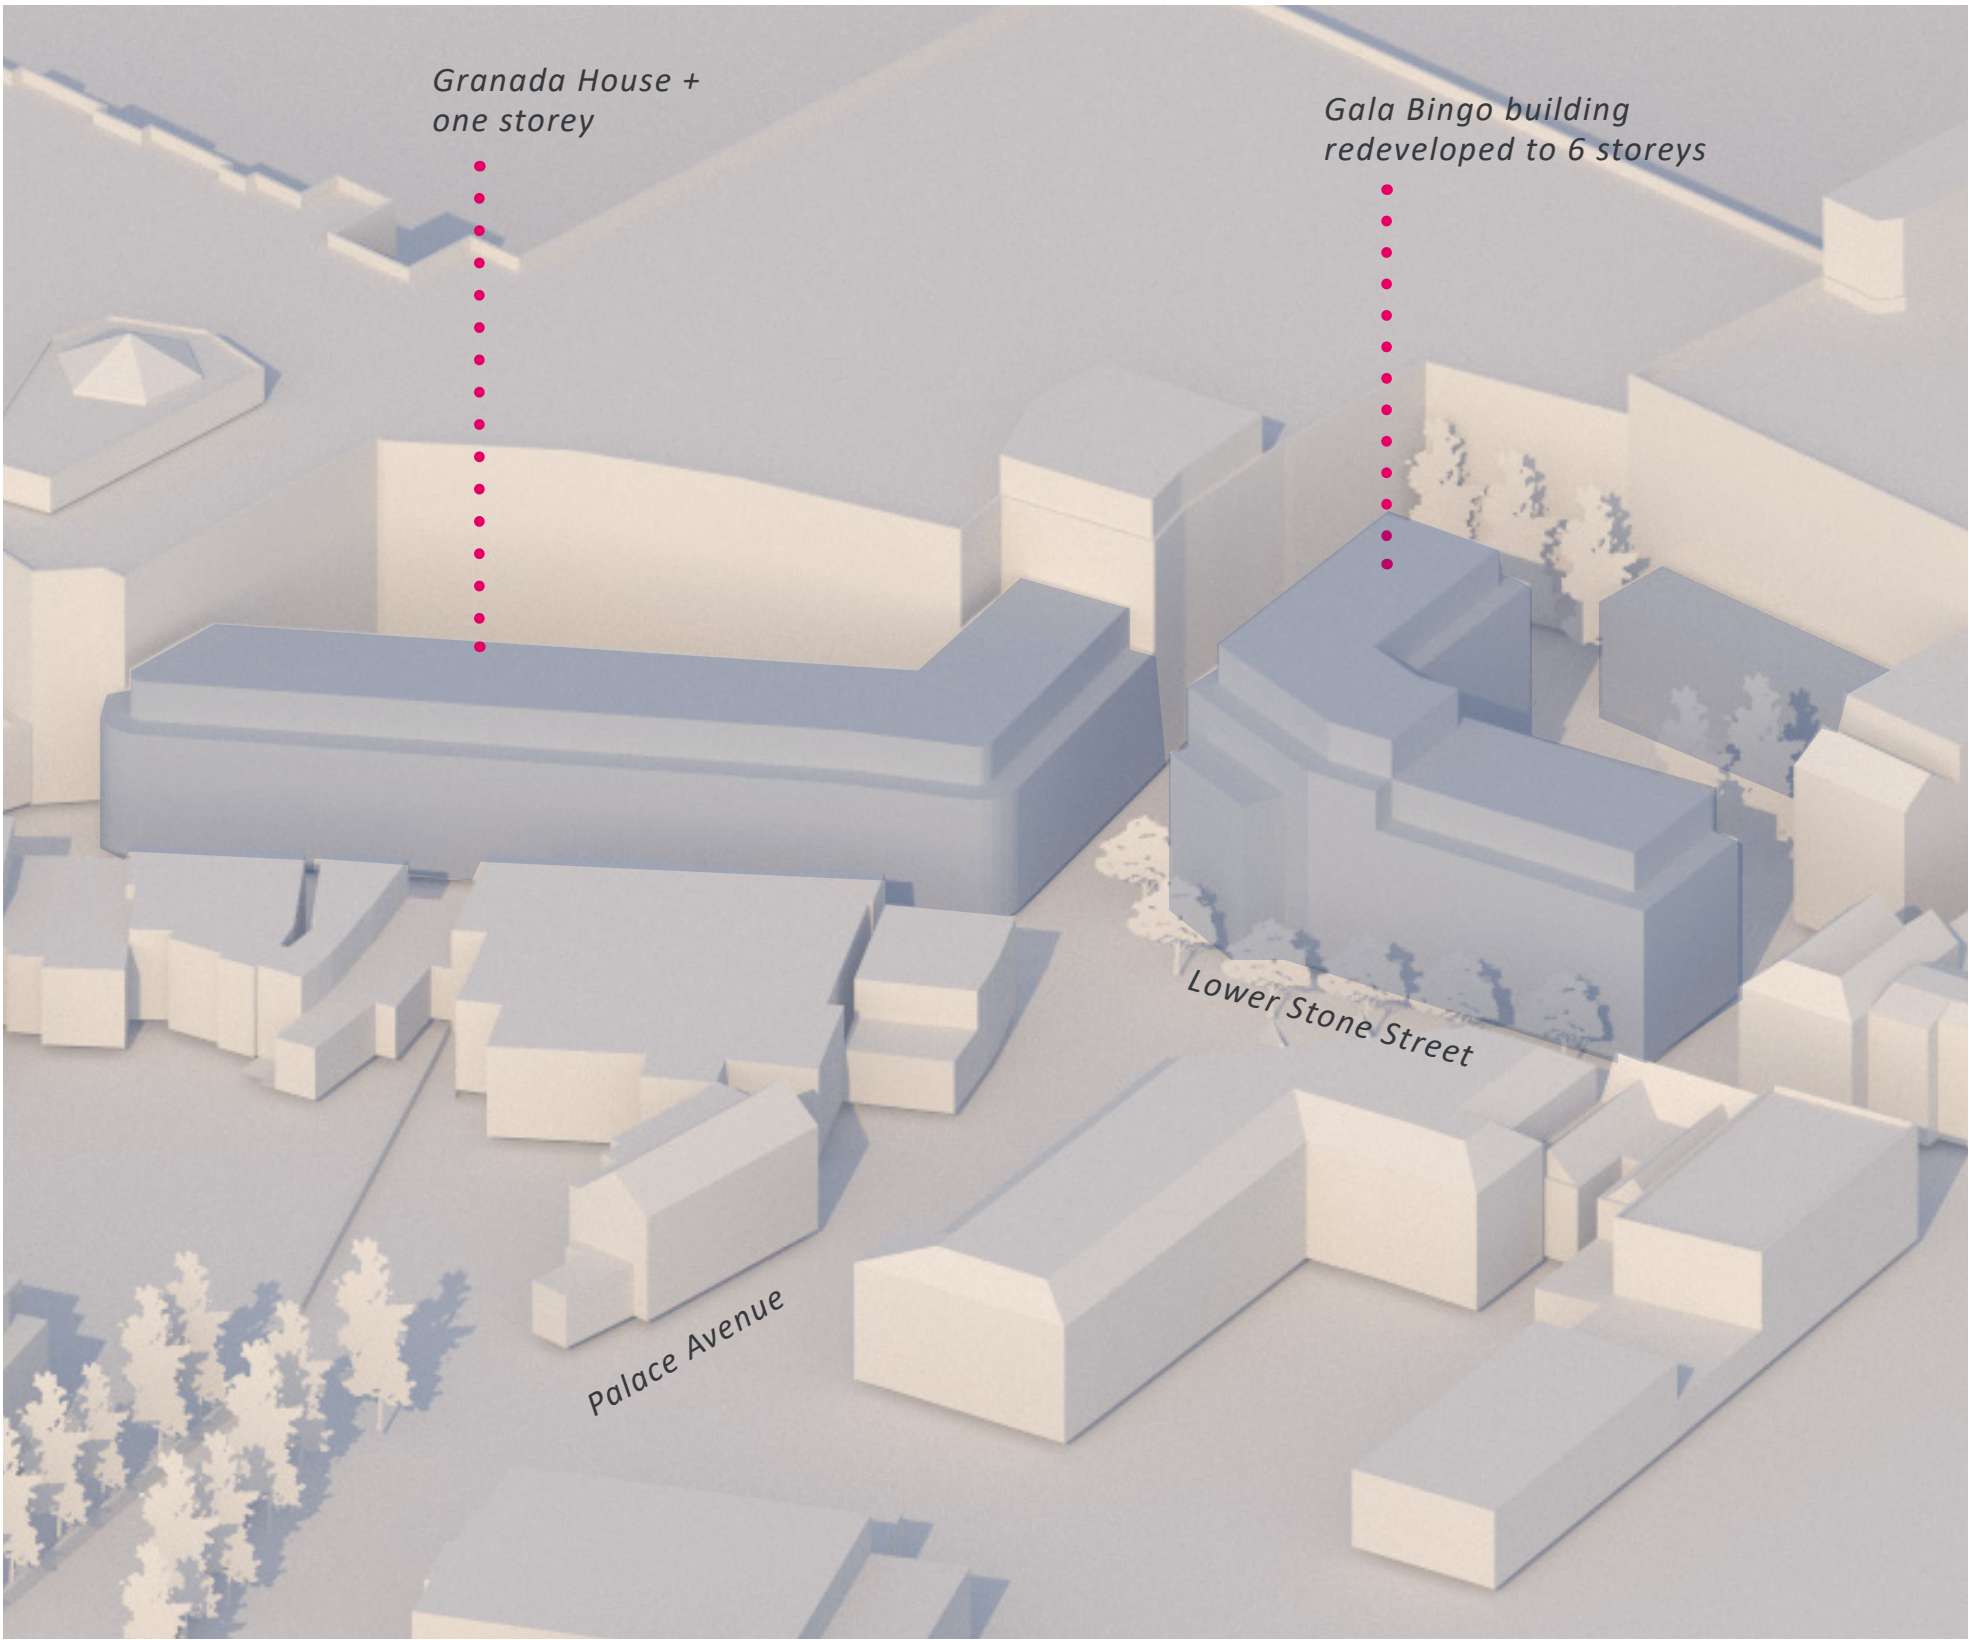 Granada House +
one storey
Gala Bingo building
redeveloped to 6 storeys
Lower Stone Street
Palace Avenue